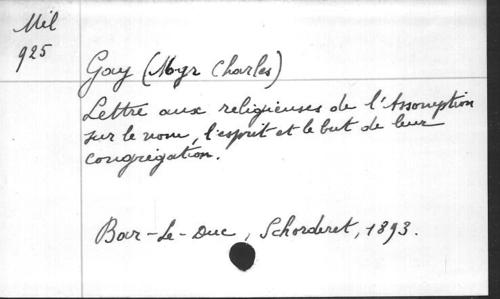 Mil
925
Gay (Mgr Charles)
Lettre aux religieuses de l'Assomption
sur le nom, l'esprit et le but de leur
congrégation.
Bar-Le-Duc, Schorderet, 1893.